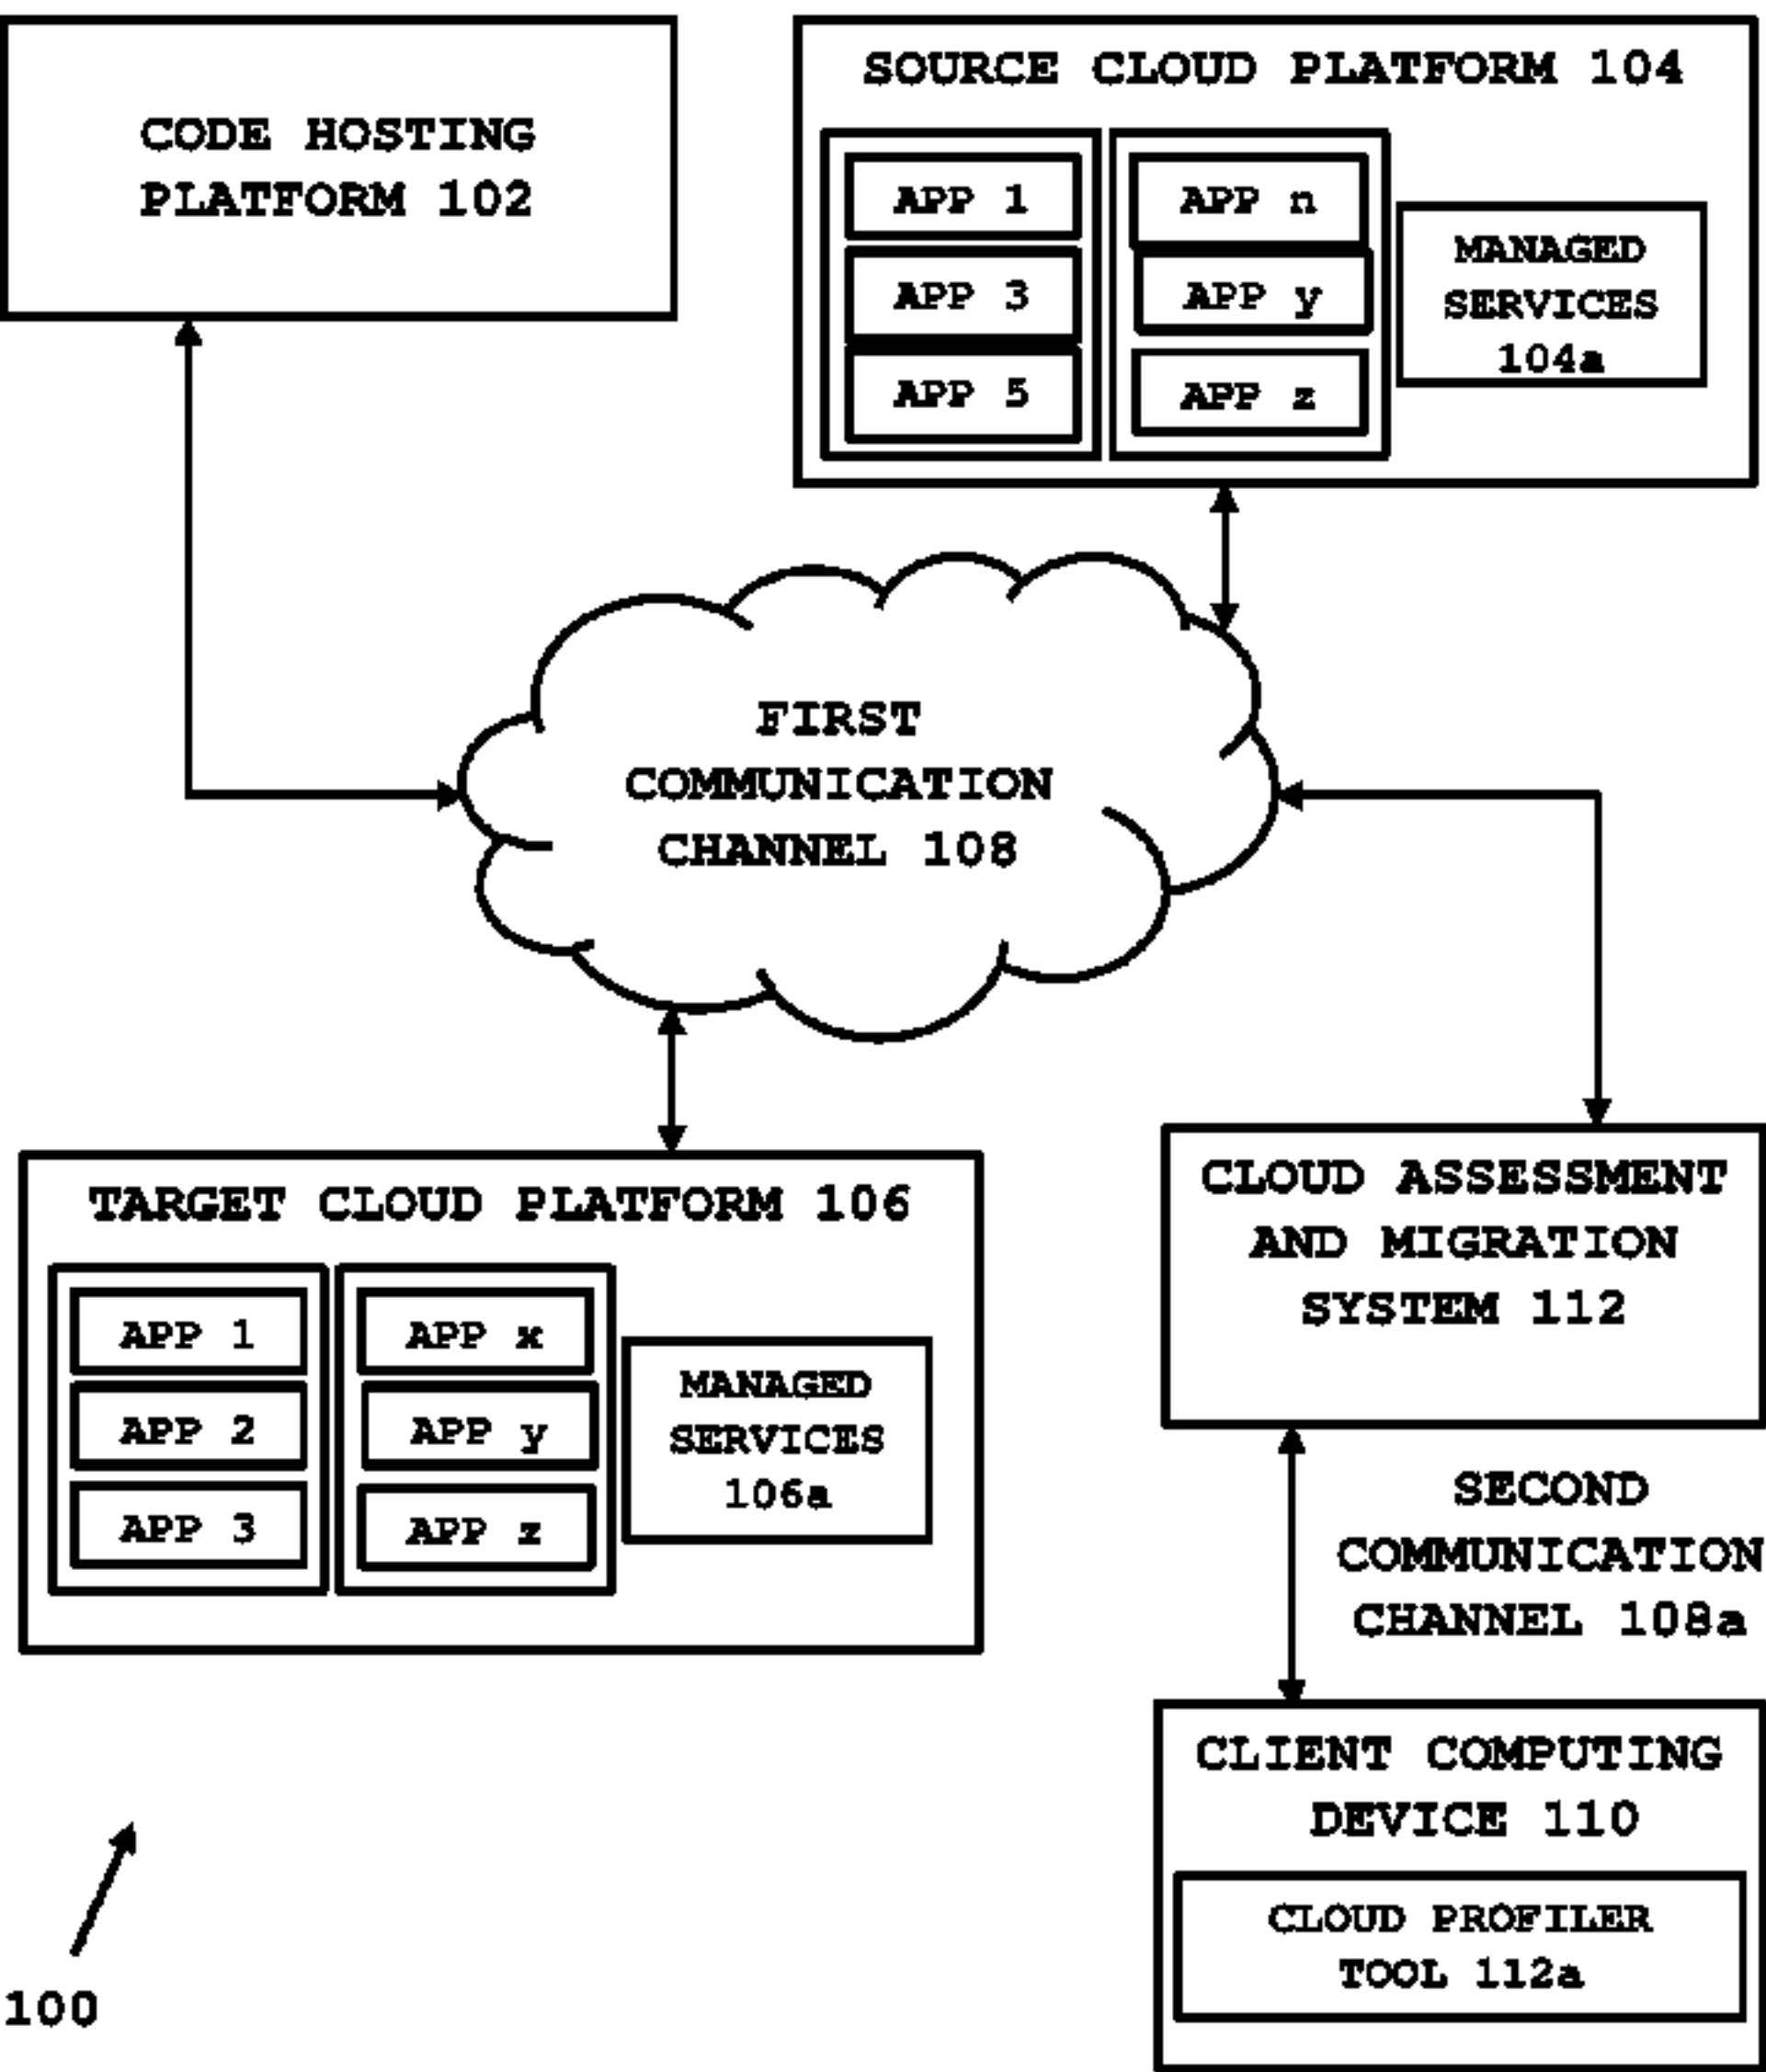 CODE HOSTING
PLATFORM 102
SOURCE CLOUD PLATFORM 104
APP 1
APP 3
APP 5
APP n
APP y
APP z
MANAGED
SERVICES
104a
FIRST
COMMUNICATION
CHANNEL 108
TARGET CLOUD PLATFORM 106
APP 1
APP 2
APP 3
APP x
APP y
APP z
MANAGED
SERVICES
106a
CLOUD ASSESSMENT
AND MIGRATION
SYSTEM 112
SECOND
COMMUNICATION
CHANNEL 108a
CLIENT COMPUTING
DEVICE 110
CLOUD PROFILER
TOOL 112a
100